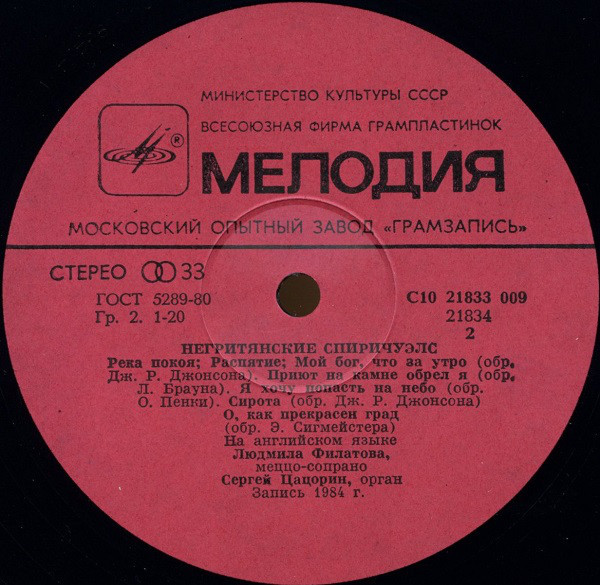 МИНИСТЕРСТВО КУЛЬТУРЫ СССР
ВСЕСОЮЗНАЯ ФИРМА ГРАМПЛАСТИНОК
®
МЕЛОДИЯ
МОСКОВСКИЙ ОПЫТНЫЙ ЗАВОД «ГРАМЗАПИСЬ»
СТЕРЕО 33
ГОСТ 5289-80 С10 21833 009
Гр. 2. 1-20 21834
2
НЕГРИТЯНСКИЕ СПИРИЧУЭЛС
Река покоя; Распятие; Мой бог, что за утро (обр.
Дж. Р. Джонсона). Приют на камне обрел я (обр.
Л. Брауна). Я хочу попасть на небо (обр.
О. Пенки). Сирота (обр. Дж. Р. Джонсона)
О, как прекрасен град
(обр. Э. Сигмейстера)
На английском языке
Людмила Филатова,
меццо-сопрано
Сергей Цацорин, орган
Запись 1984 г.